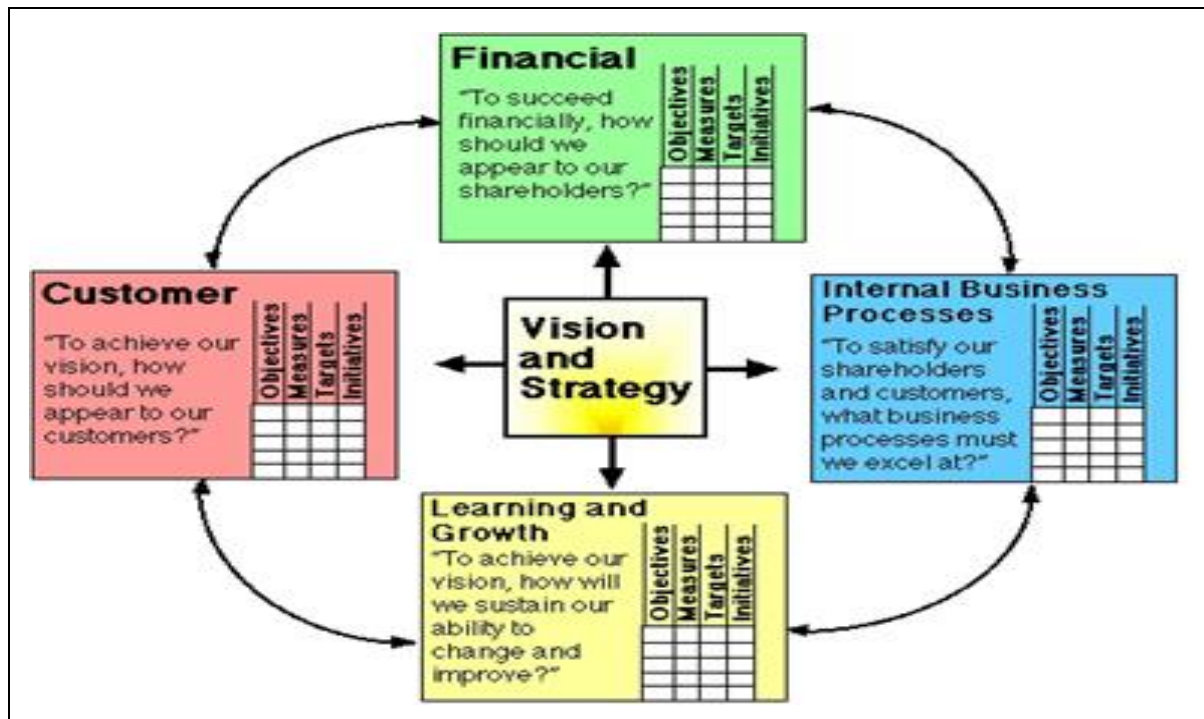 Financial
"To succeed
financially, how
should we
appear to our
shareholders?"
Objectives
Measures
Targets
Initiatives
Customer
"To achieve our
vision, how
should we
appear to our
customers?"
Objectives
Measures
Targets
Initiatives
Vision
and
Strategy
Internal Business
Processes
"To satisfy our
shareholders
and customers,
what business
processes must
we excel at?"
Objectives
Measures
Targets
Initiatives
Learning and
Growth
"To achieve our
vision, how will
we sustain our
ability to
change and
improve?"
Objectives
Measures
Targets
Initiatives